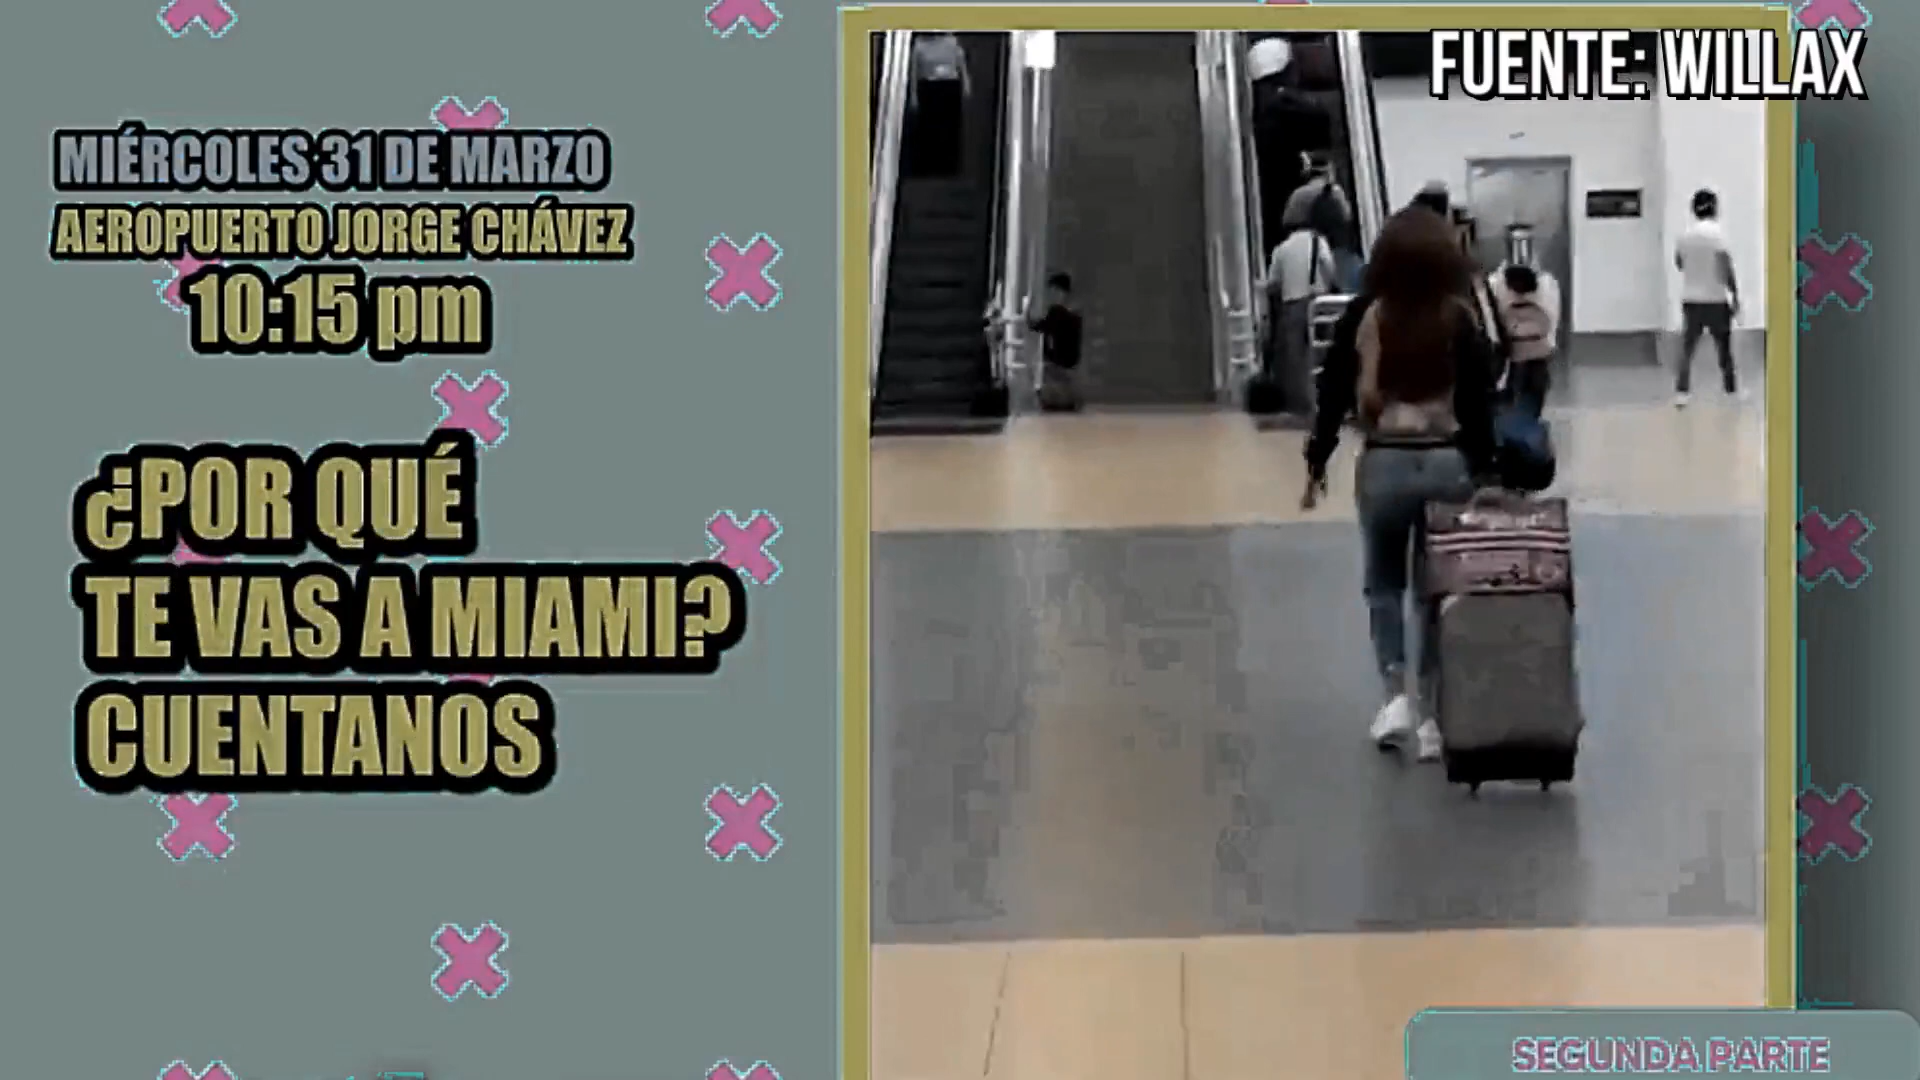 FUENTE: WILLAX
MIÉRCOLES 31 DE MARZO
AEROPUERTO JORGE CHÁVEZ
10:15 pm
¿POR QUÉ
TE VAS A MIAMI?
CUENTANOS
SEGUNDA PARTE